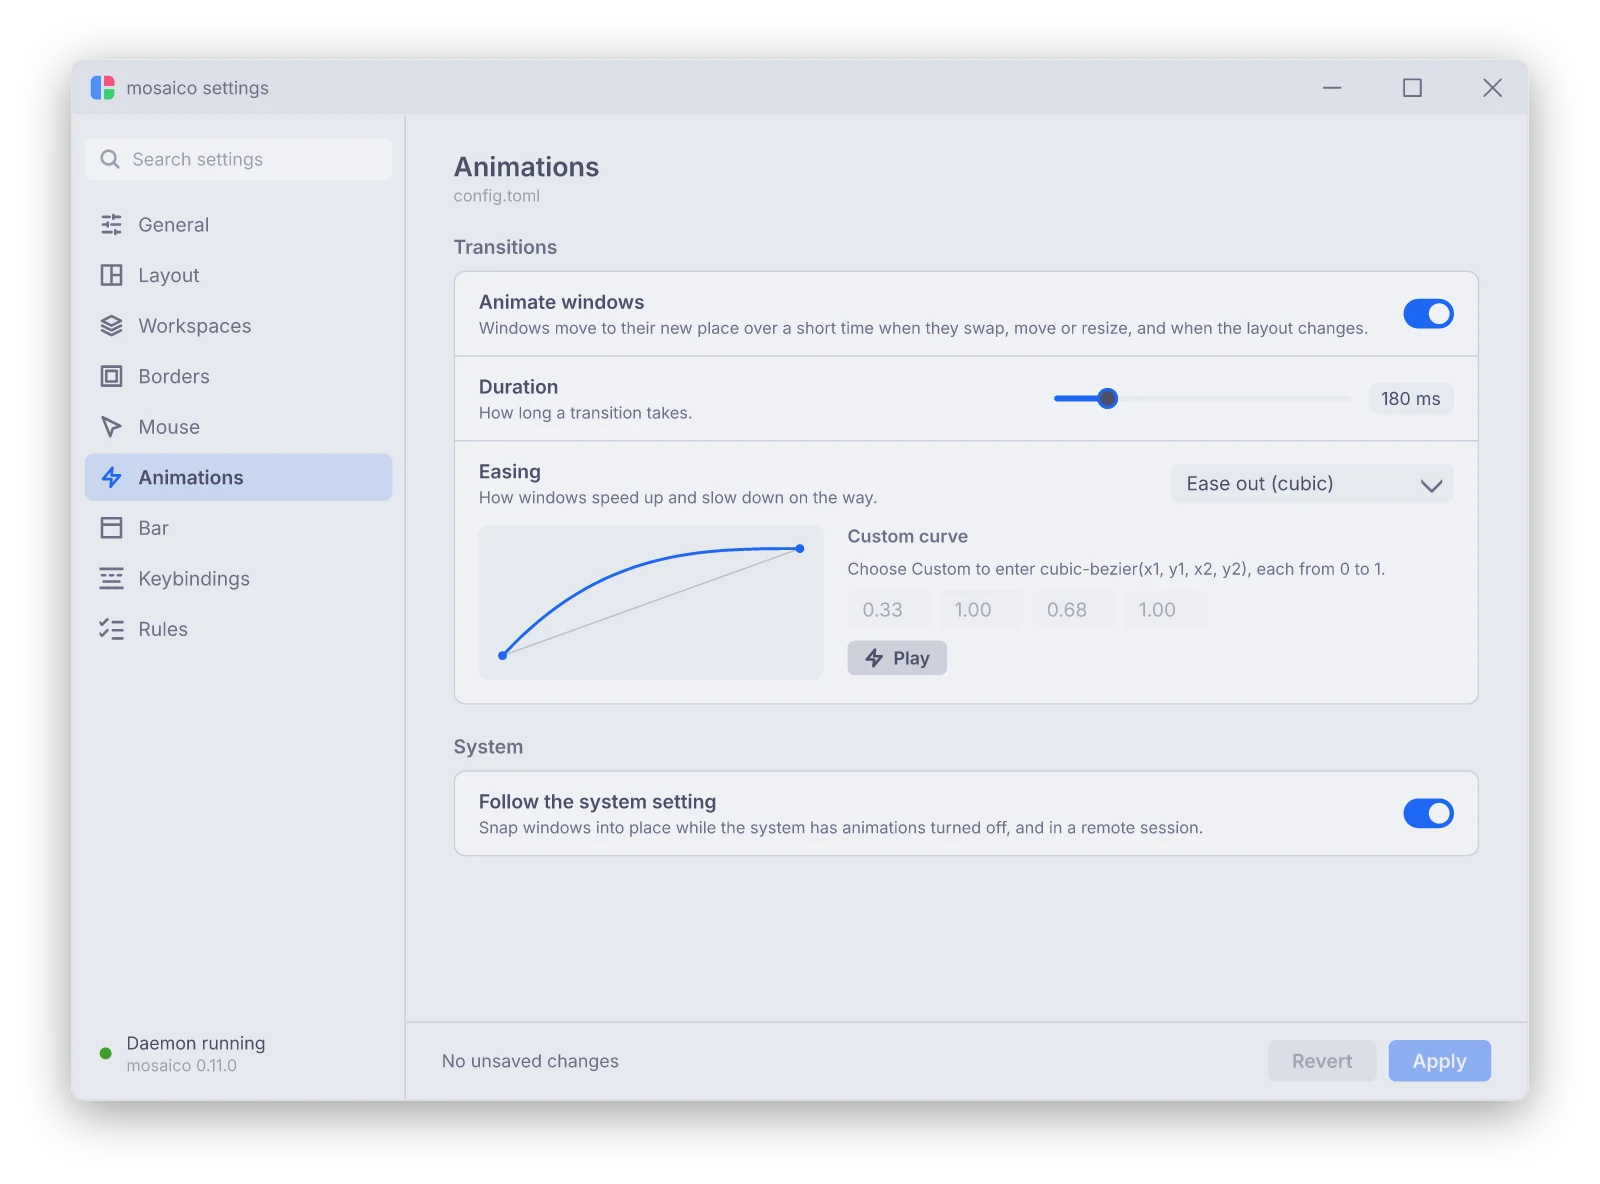 mosaico settings
Search settings
General
Layout
Workspaces
Borders
Mouse
Animations
Bar
Keybindings
Rules
Daemon running
mosaico 0.11.0
Animations
config.toml
Transitions
Animate windows
Windows move to their new place over a short time when they swap, move or resize, and when the layout changes.
Duration
How long a transition takes.
180 ms
Easing
How windows speed up and slow down on the way.
Ease out (cubic)
Custom curve
Choose Custom to enter cubic-bezier(x1, y1, x2, y2), each from 0 to 1.
0.33 1.00 0.68 1.00
Play
System
Follow the system setting
Snap windows into place while the system has animations turned off, and in a remote session.
No unsaved changes
Revert Apply